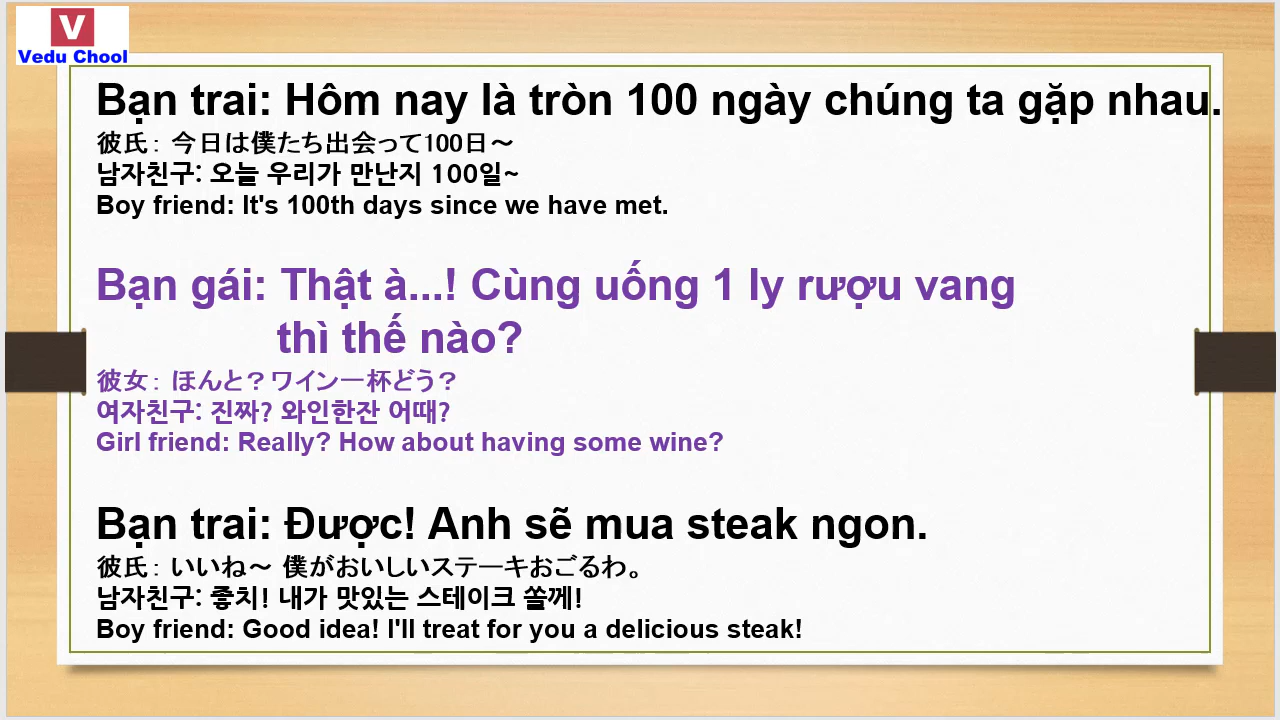 V
Vedu Chool
Bạn trai: Hôm nay là tròn 100 ngày chúng ta gặp nhau.
彼氏: 今日は僕たち出会って100日～
남자친구: 오늘 우리가 만난지 100일~
Boy friend: It's 100th days since we have met.
Bạn gái: Thật à...! Cùng uống 1 ly rượu vang
thì thế nào?
彼女: ほんと？ワイン一杯どう？
여자친구: 진짜? 와인한잔 어때?
Girl friend: Really? How about having some wine?
Bạn trai: Được! Anh sẽ mua steak ngon.
彼氏: いいね～ 僕がおいしいステーキおごるわ。
남자친구: 좋치! 내가 맛있는 스테이크 쏠께!
Boy friend: Good idea! I'll treat for you a delicious steak!